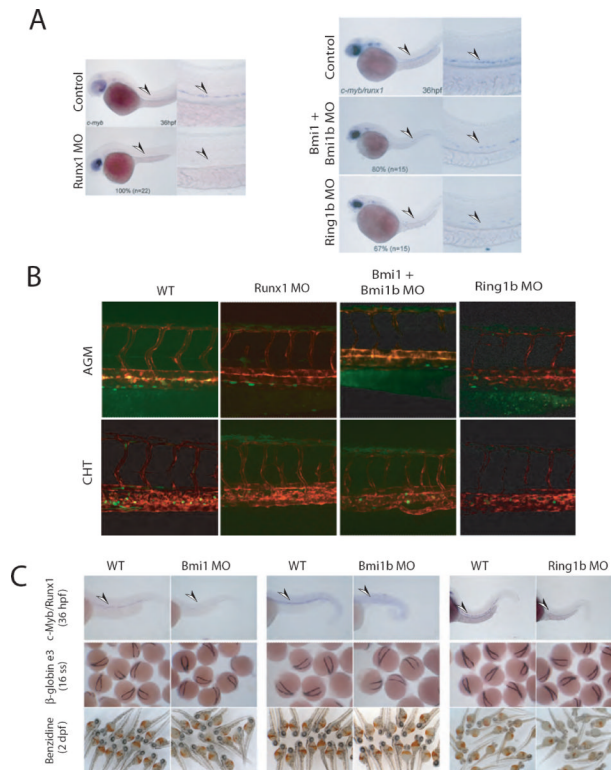 A
Control
c-myb 36hpf
Runx1 MO
100% (n=22)
Control
c-myb/runx1 36hpf
Bmi1 +
Bmi1b MO
60% (n=15)
Ring1b MO
67% (n=15)
B
WT
Runx1 MO
Bmi1 +
Bmi1b MO
Ring1b MO
AGM
CHT
C
WT
Bmi1 MO
WT
Bmi1b MO
WT
Ring1b MO
c-Myb/Runx1
(36 hpf)
β-globin e3
(16 ss)
Benzidine
(2 dpf)